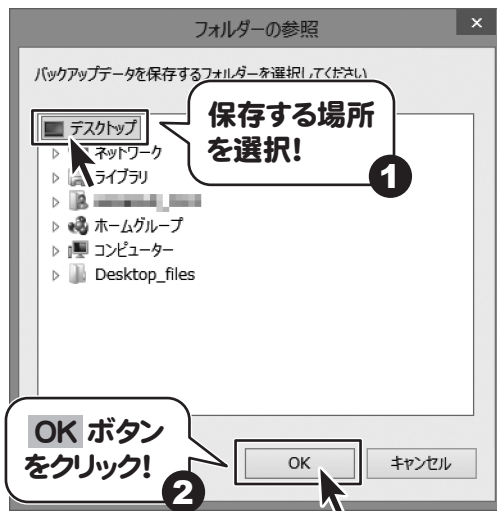 フォルダーの参照
×
バックアップデータを保存するフォルダーを選択してください
デスクトップ
保存する場所
を選択!
1
ネットワーク
ライブラリ
ホームグループ
コンピューター
Desktop_files
OK ボタン
をクリック!
2
OK
キャンセル